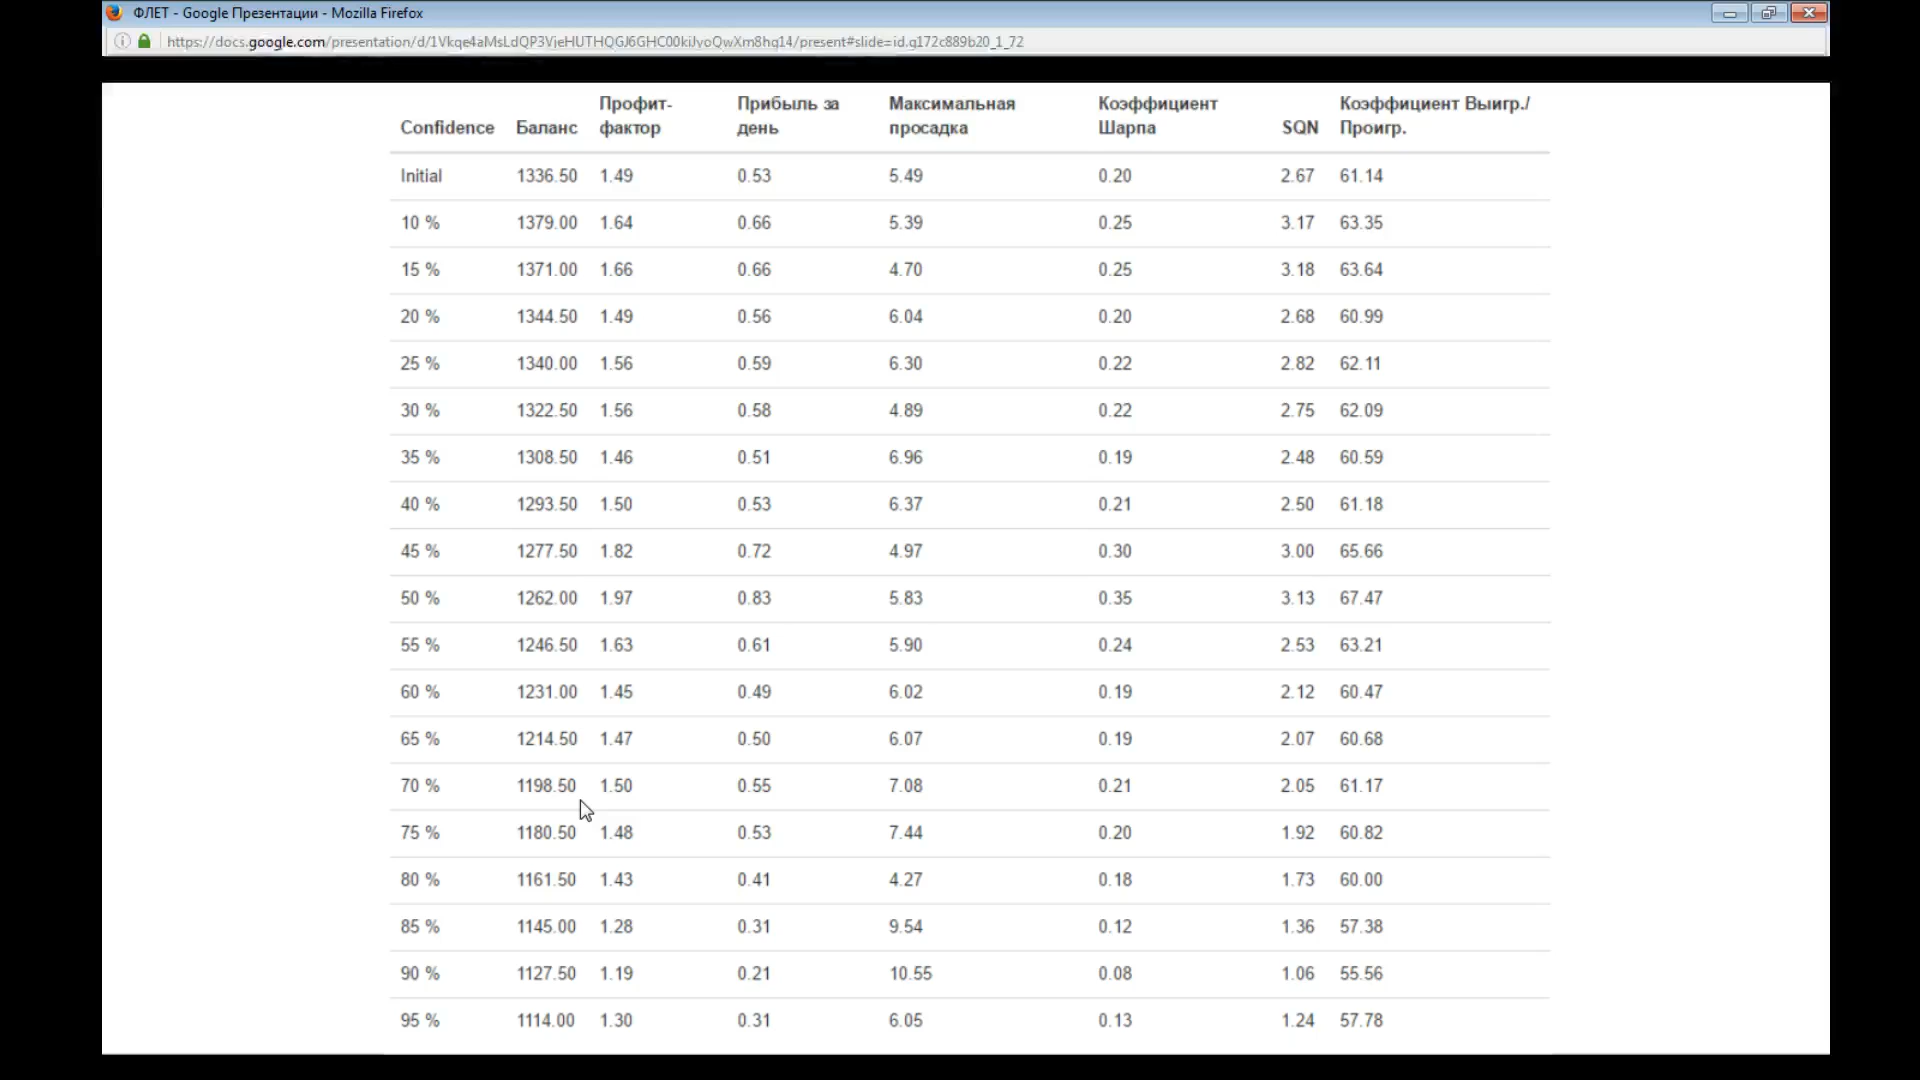 ФЛЕТ - Google Презентации - Mozilla Firefox
https://docs.google.com/presentation/d/1Vkqe4aMsLdQP3VjeHUTHQGJ6GHC00kiJyoQwXm8hq14/present#slide=id.g172c889b20_1_72
Confidence Баланс Профит-фактор Прибыль за день Максимальная просадка Коэффициент Шарпа SQN Коэффициент Выигр./Проигр.
Initial 1336.50 1.49 0.53 5.49 0.20 2.67 61.14
10 % 1379.00 1.64 0.66 5.39 0.25 3.17 63.35
15 % 1371.00 1.66 0.66 4.70 0.25 3.18 63.64
20 % 1344.50 1.49 0.56 6.04 0.20 2.68 60.99
25 % 1340.00 1.56 0.59 6.30 0.22 2.82 62.11
30 % 1322.50 1.56 0.58 4.89 0.22 2.75 62.09
35 % 1308.50 1.46 0.51 6.96 0.19 2.48 60.59
40 % 1293.50 1.50 0.53 6.37 0.21 2.50 61.18
45 % 1277.50 1.82 0.72 4.97 0.30 3.00 65.66
50 % 1262.00 1.97 0.83 5.83 0.35 3.13 67.47
55 % 1246.50 1.63 0.61 5.90 0.24 2.53 63.21
60 % 1231.00 1.45 0.49 6.02 0.19 2.12 60.47
65 % 1214.50 1.47 0.50 6.07 0.19 2.07 60.68
70 % 1198.50 1.50 0.55 7.08 0.21 2.05 61.17
75 % 1180.50 1.48 0.53 7.44 0.20 1.92 60.82
80 % 1161.50 1.43 0.41 4.27 0.18 1.73 60.00
85 % 1145.00 1.28 0.31 9.54 0.12 1.36 57.38
90 % 1127.50 1.19 0.21 10.55 0.08 1.06 55.56
95 % 1114.00 1.30 0.31 6.05 0.13 1.24 57.78